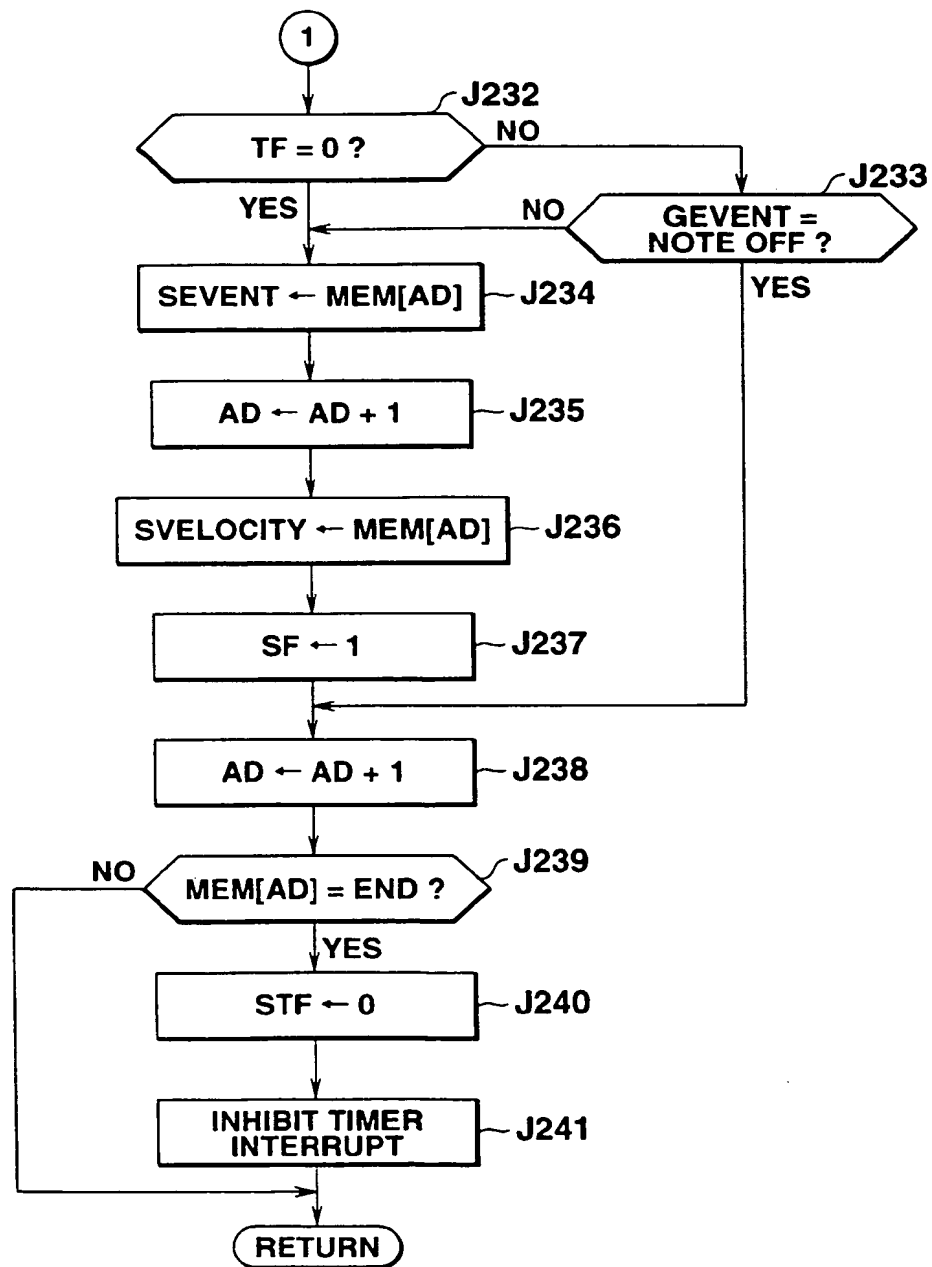 1
J232
TF = 0 ?
NO
YES
J233
GEVENT =
NOTE OFF ?
NO
YES
SEVENT ← MEM[AD]
J234
AD ← AD + 1
J235
SVELOCITY ← MEM[AD]
J236
SF ← 1
J237
AD ← AD + 1
J238
J239
NO
MEM[AD] = END ?
YES
STF ← 0
J240
INHIBIT TIMER
INTERRUPT
J241
RETURN